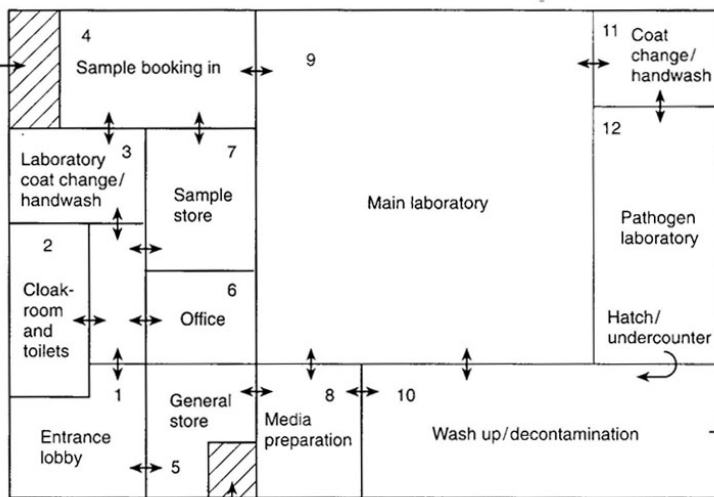 4
Sample booking in
9
11
Coat
change/
handwash
3
Laboratory
coat change/
handwash
7
Sample
store
12
Main laboratory
Pathogen
laboratory
2
Cloak-
room
and
toilets
6
Office
Hatch/
undercounter
1
Entrance
lobby
General
store
5
8
Media
preparation
10
Wash up/decontamination